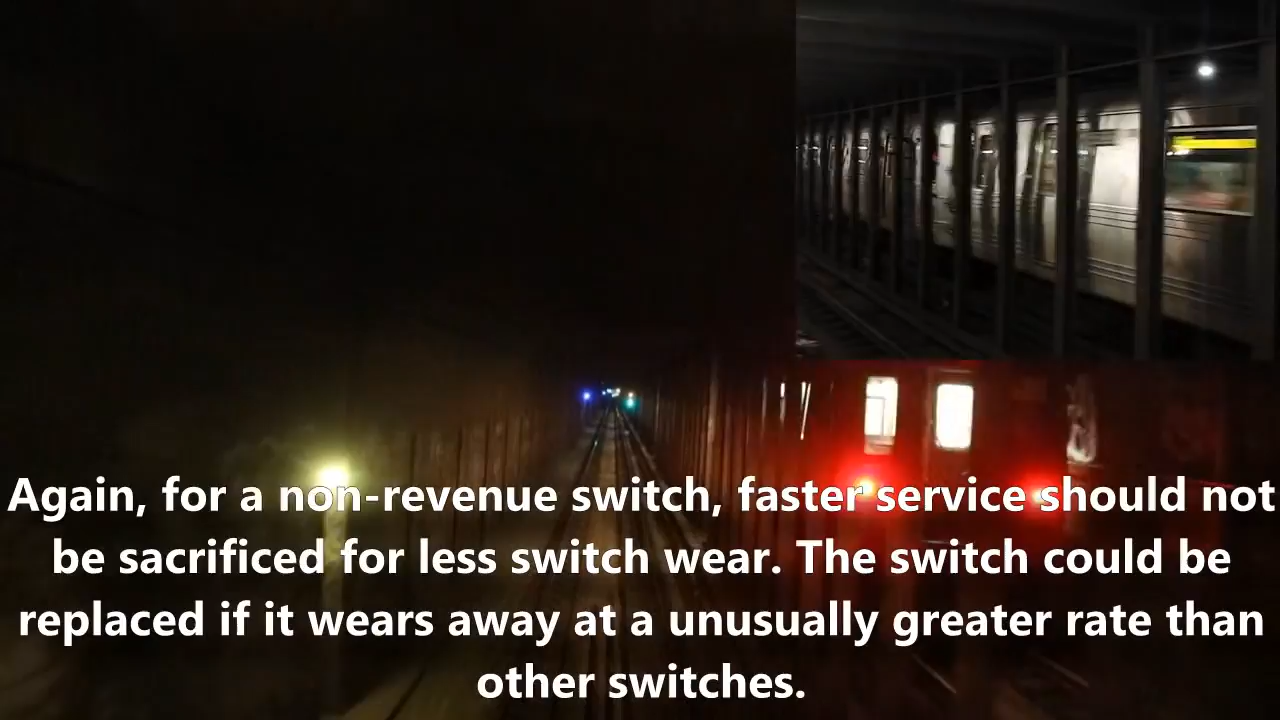 Again, for a non-revenue switch, faster service should not
be sacrificed for less switch wear. The switch could be
replaced if it wears away at a unusually greater rate than
other switches.